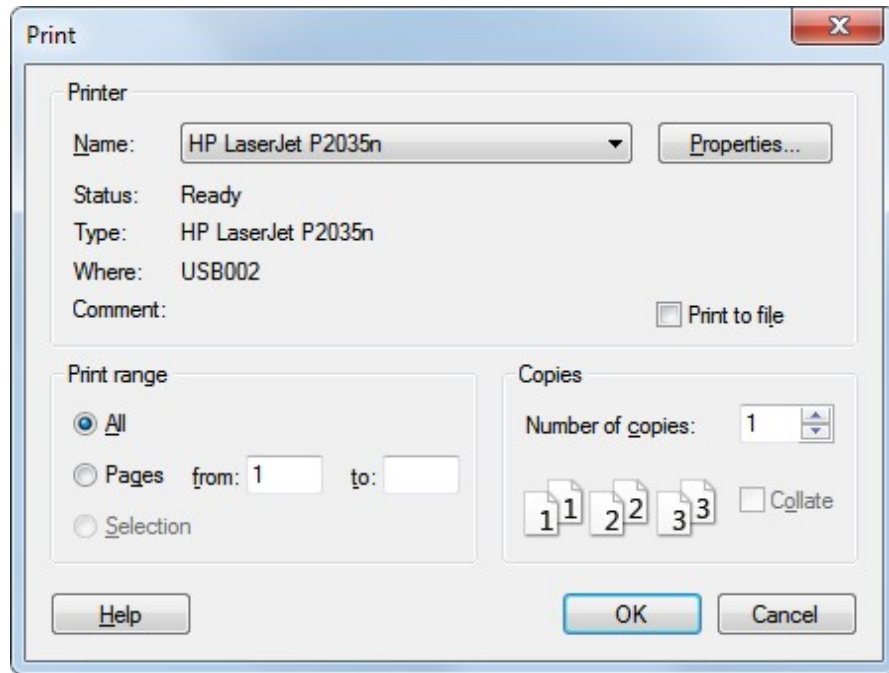 Print
X
Printer
Name: HP LaserJet P2035n Properties...
Status: Ready
Type: HP LaserJet P2035n
Where: USB002
Comment: Print to file
Print range
All
Pages from: 1 to:
Selection
Copies
Number of copies: 1
1 1 2 2 3 3 Collate
Help OK Cancel